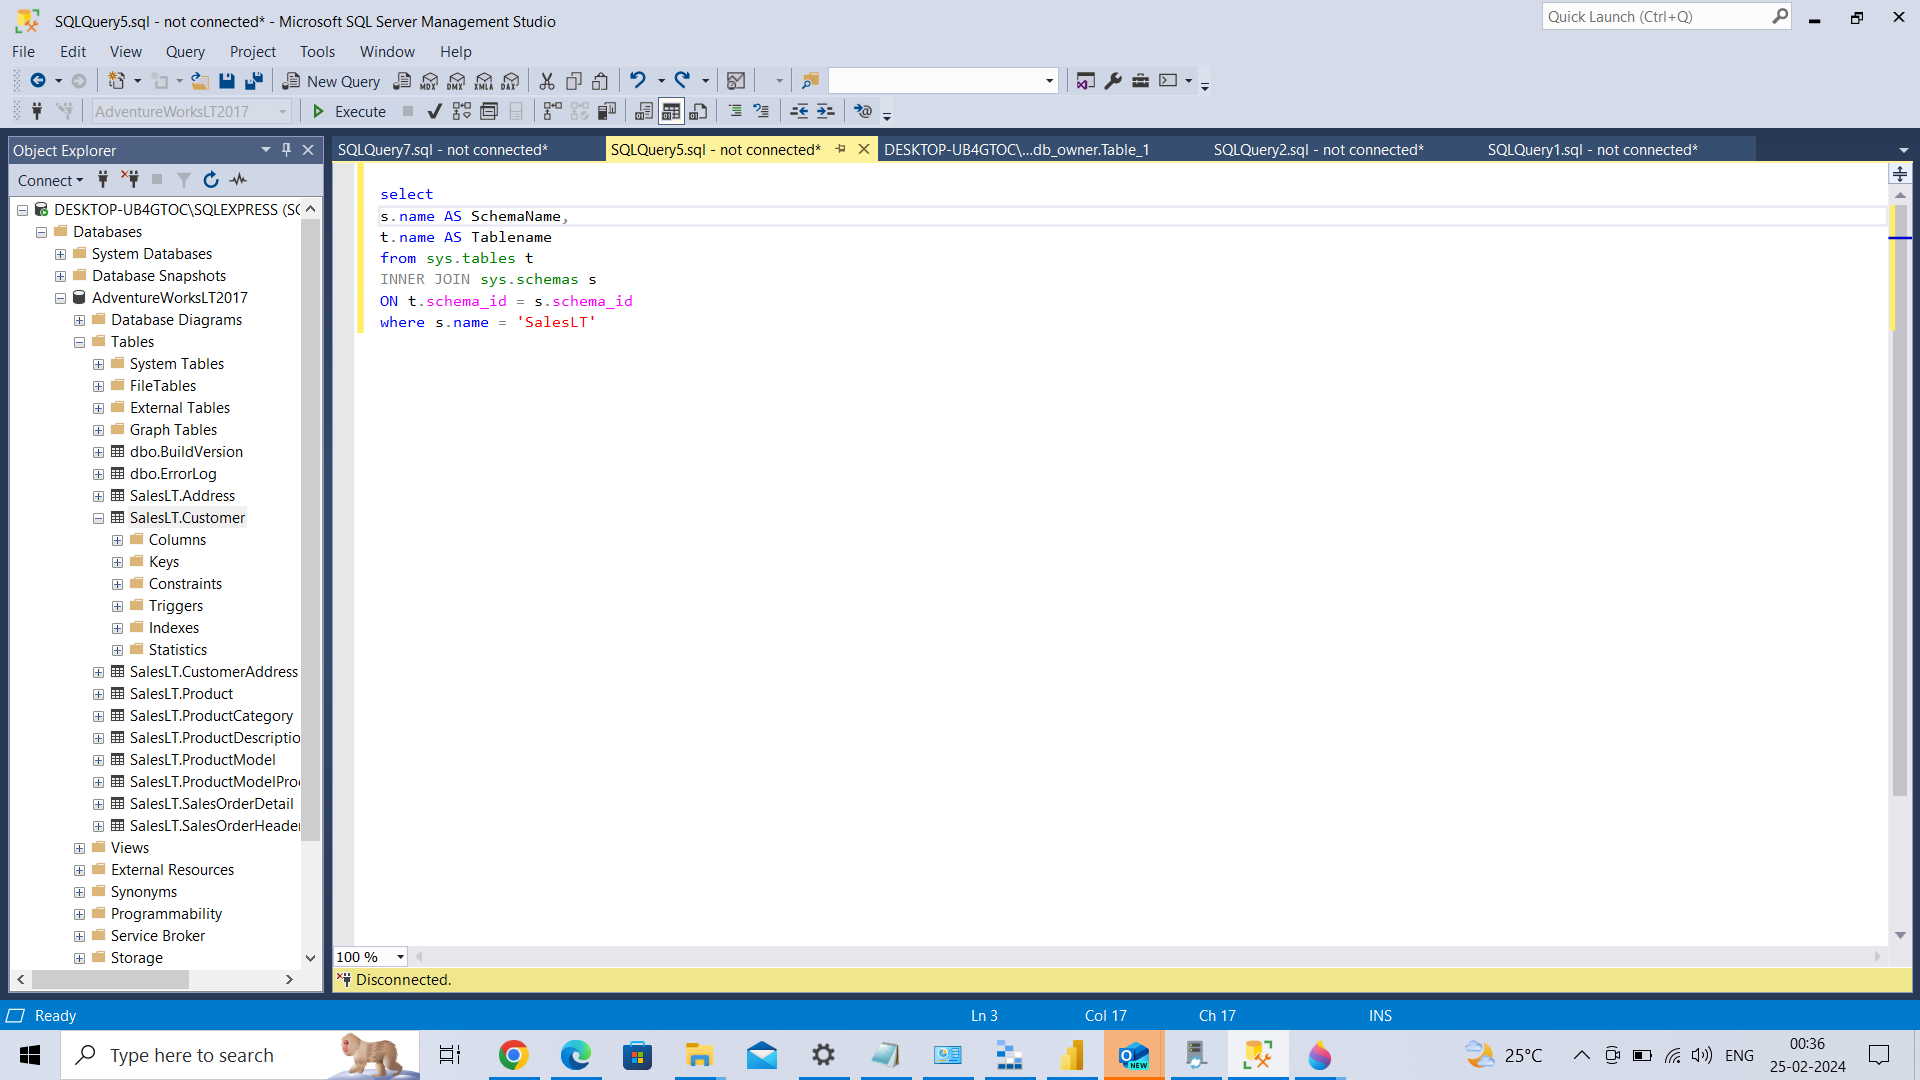 SQLQuery5.sql - not connected* - Microsoft SQL Server Management Studio
Quick Launch (Ctrl+Q)
File Edit View Query Project Tools Window Help
New Query MDX DMX XMLA DAX
AdventureWorksLT2017 Execute
Object Explorer
SQLQuery7.sql - not connected* SQLQuery5.sql - not connected* DESKTOP-UB4GTOC\...db_owner.Table_1 SQLQuery2.sql - not connected* SQLQuery1.sql - not connected*
Connect
DESKTOP-UB4GTOC\SQLEXPRESS (SQ
Databases
System Databases
Database Snapshots
AdventureWorksLT2017
Database Diagrams
Tables
System Tables
FileTables
External Tables
Graph Tables
dbo.BuildVersion
dbo.ErrorLog
SalesLT.Address
SalesLT.Customer
Columns
Keys
Constraints
Triggers
Indexes
Statistics
SalesLT.CustomerAddress
SalesLT.Product
SalesLT.ProductCategory
SalesLT.ProductDescriptio
SalesLT.ProductModel
SalesLT.ProductModelPro
SalesLT.SalesOrderDetail
SalesLT.SalesOrderHeader
Views
External Resources
Synonyms
Programmability
Service Broker
Storage
select
s.name AS SchemaName,
t.name AS Tablename
from sys.tables t
INNER JOIN sys.schemas s
ON t.schema_id = s.schema_id
where s.name = 'SalesLT'
100 %
Disconnected.
Ready Ln 3 Col 17 Ch 17 INS
Type here to search
NEW
25°C
ENG
00:36
25-02-2024